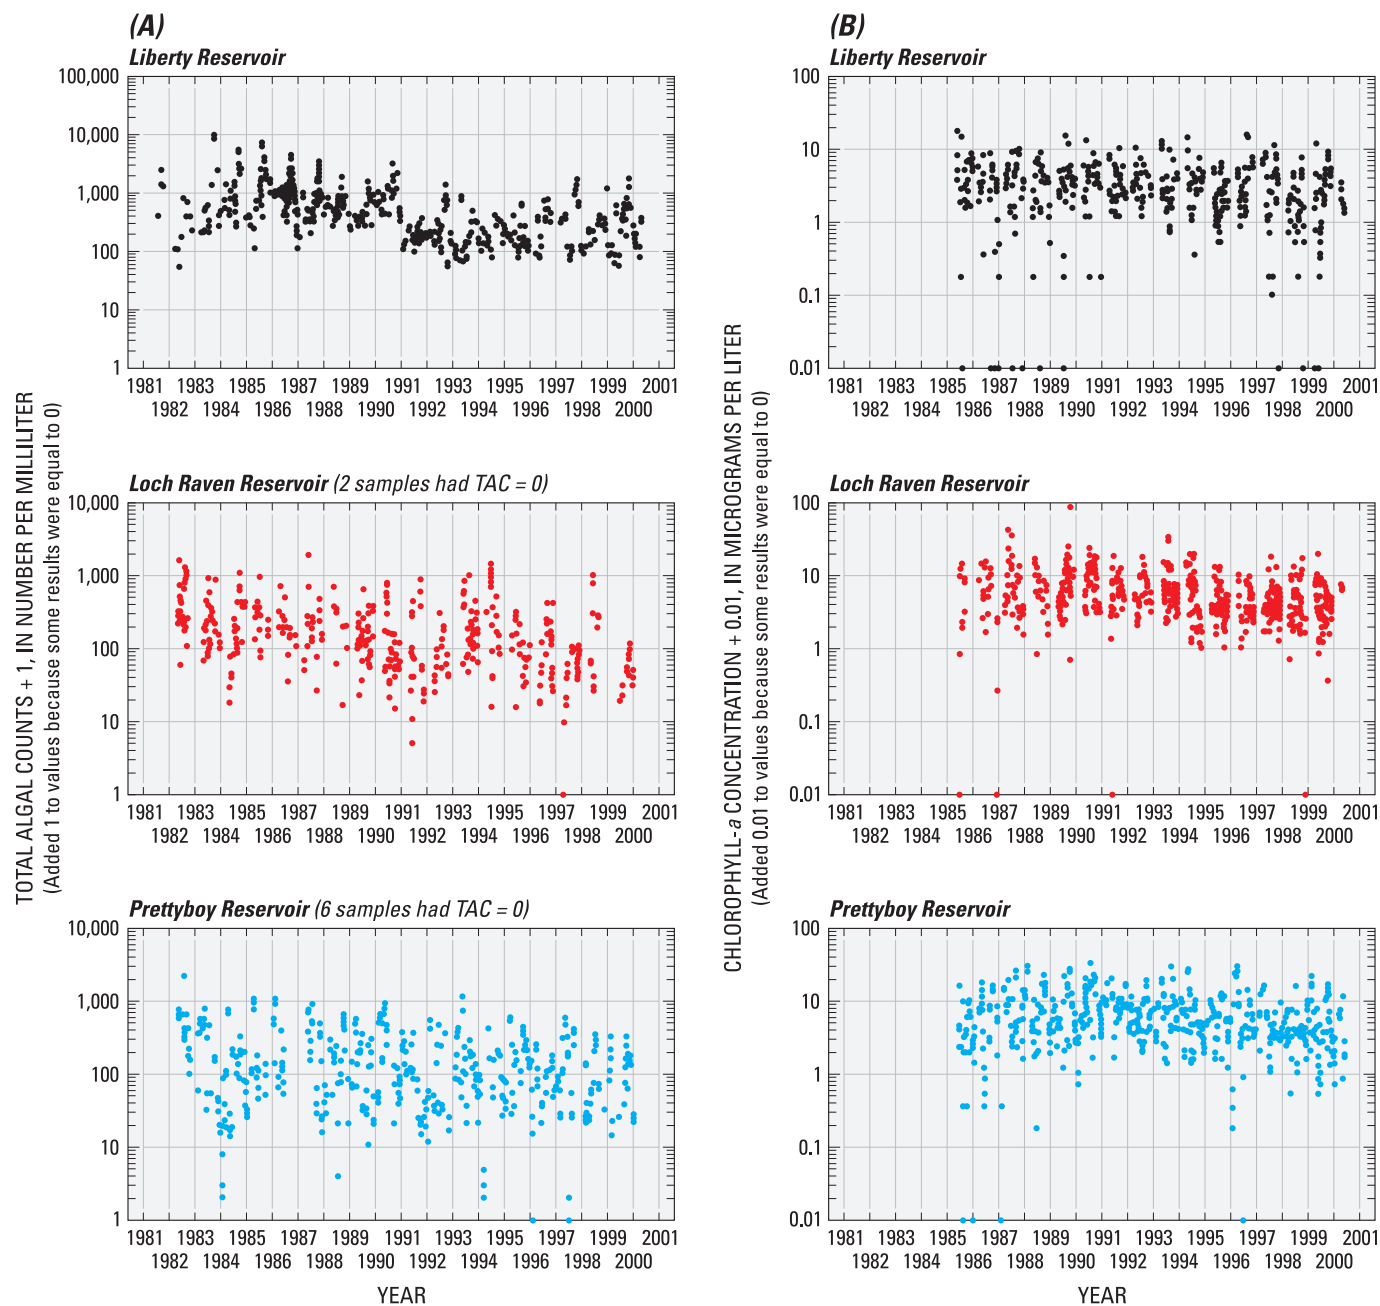 (A)
Liberty Reservoir
100,000
10,000
1,000
100
10
1
1981 1983 1985 1987 1989 1991 1993 1995 1997 1999 2001
1982 1984 1986 1988 1990 1992 1994 1996 1998 2000
Loch Raven Reservoir (2 samples had TAC = 0)
10,000
1,000
100
10
1
1981 1983 1985 1987 1989 1991 1993 1995 1997 1999 2001
1982 1984 1986 1988 1990 1992 1994 1996 1998 2000
Prettyboy Reservoir (6 samples had TAC = 0)
10,000
1,000
100
10
1
1981 1983 1985 1987 1989 1991 1993 1995 1997 1999 2001
1982 1984 1986 1988 1990 1992 1994 1996 1998 2000
YEAR
TOTAL ALGAL COUNTS + 1, IN NUMBER PER MILLILITER
(Added 1 to values because some results were equal to 0)
(B)
Liberty Reservoir
100
10
1
0.1
0.01
1981 1983 1985 1987 1989 1991 1993 1995 1997 1999 2001
1982 1984 1986 1988 1990 1992 1994 1996 1998 2000
Loch Raven Reservoir
100
10
1
0.1
0.01
1981 1983 1985 1987 1989 1991 1993 1995 1997 1999 2001
1982 1984 1986 1988 1990 1992 1994 1996 1998 2000
Prettyboy Reservoir
100
10
1
0.1
0.01
1981 1983 1985 1987 1989 1991 1993 1995 1997 1999 2001
1982 1984 1986 1988 1990 1992 1994 1996 1998 2000
YEAR
CHLOROPHYLL-a CONCENTRATION + 0.01, IN MICROGRAMS PER LITER
(Added 0.01 to values because some results were equal to 0)